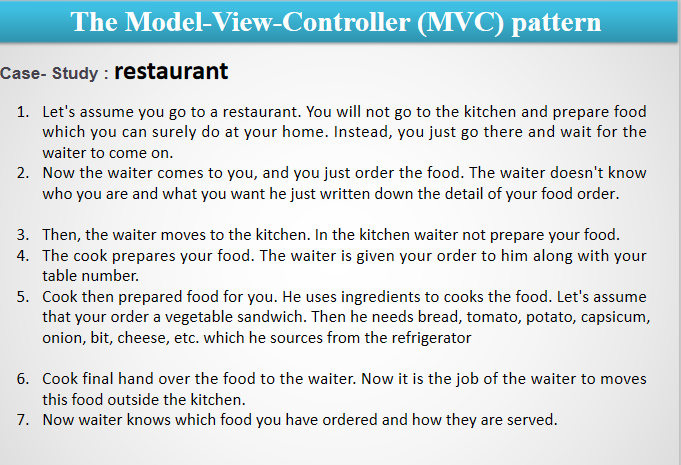 The Model-View-Controller (MVC) pattern
Case- Study : restaurant
1. Let's assume you go to a restaurant. You will not go to the kitchen and prepare food
which you can surely do at your home. Instead, you just go there and wait for the
waiter to come on.
2. Now the waiter comes to you, and you just order the food. The waiter doesn't know
who you are and what you want he just written down the detail of your food order.
3. Then, the waiter moves to the kitchen. In the kitchen waiter not prepare your food.
4. The cook prepares your food. The waiter is given your order to him along with your
table number.
5. Cook then prepared food for you. He uses ingredients to cooks the food. Let's assume
that your order a vegetable sandwich. Then he needs bread, tomato, potato, capsicum,
onion, bit, cheese, etc. which he sources from the refrigerator
6. Cook final hand over the food to the waiter. Now it is the job of the waiter to moves
this food outside the kitchen.
7. Now waiter knows which food you have ordered and how they are served.